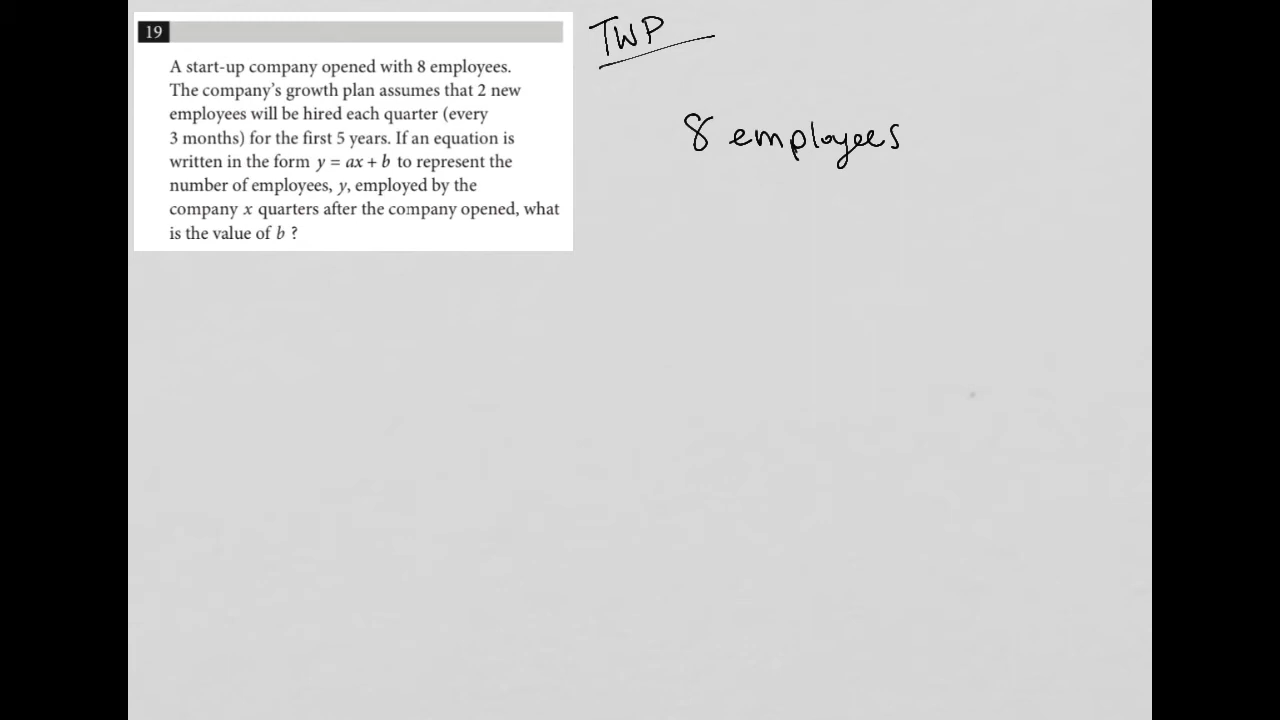 19
A start-up company opened with 8 employees.
The company's growth plan assumes that 2 new
employees will be hired each quarter (every
3 months) for the first 5 years. If an equation is
written in the form y = ax + b to represent the
number of employees, y, employed by the
company x quarters after the company opened, what
is the value of b ?
TWP
8 employees